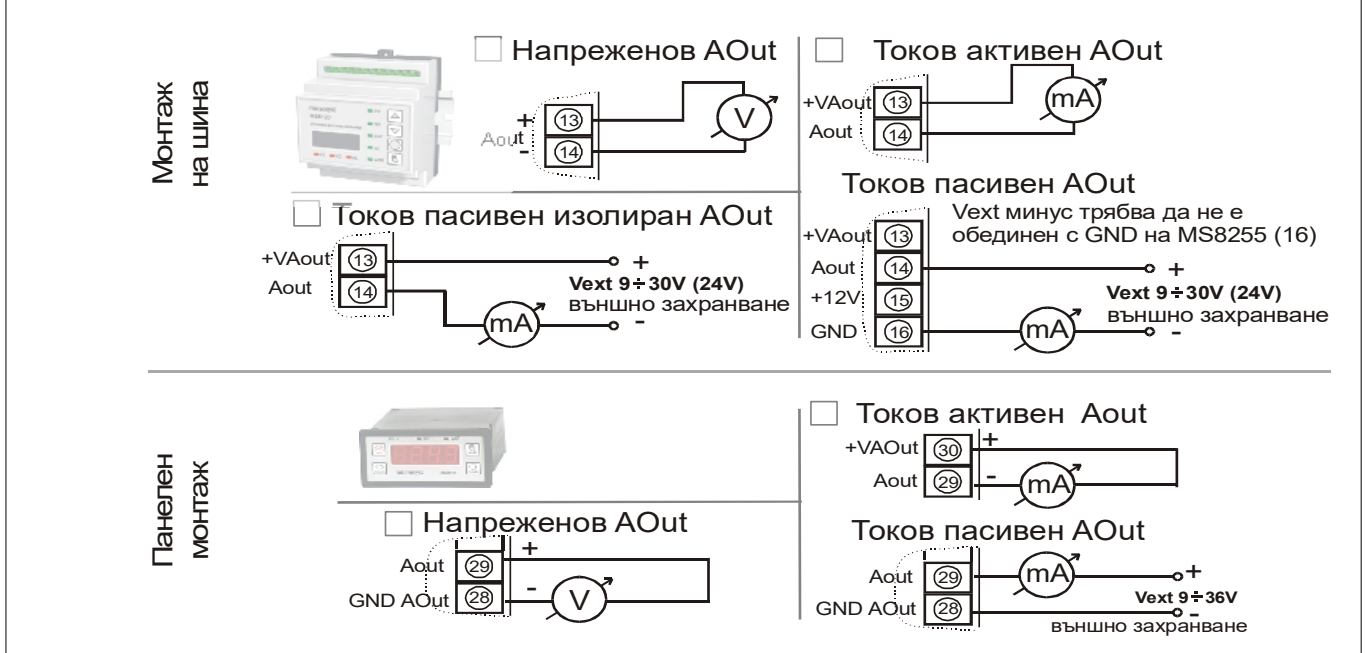 Монтаж
на шина
Напреженов AOut
+
Aout
-
13
14
V
Токов активен AOut
+VAout
Aout
13
14
mA
Токов пасивен изолиран AOut
+VAout
Aout
13
14
mA
+
Vext 9÷30V (24V)
външно захранване
-
Токов пасивен AOut
Vext минус трябва да не е
обединен с GND на MS8255 (16)
+VAout
Aout
+12V
GND
13
14
15
16
mA
+
Vext 9÷30V (24V)
външно захранване
-
Панелен
монтаж
Напреженов AOut
Aout
GND AOut
29
28
+
-
V
Токов активен Aout
+VAOut
Aout
30
29
+
-
mA
Токов пасивен AOut
Aout
GND AOut
29
28
mA
+
Vext 9÷36V
-
външно захранване